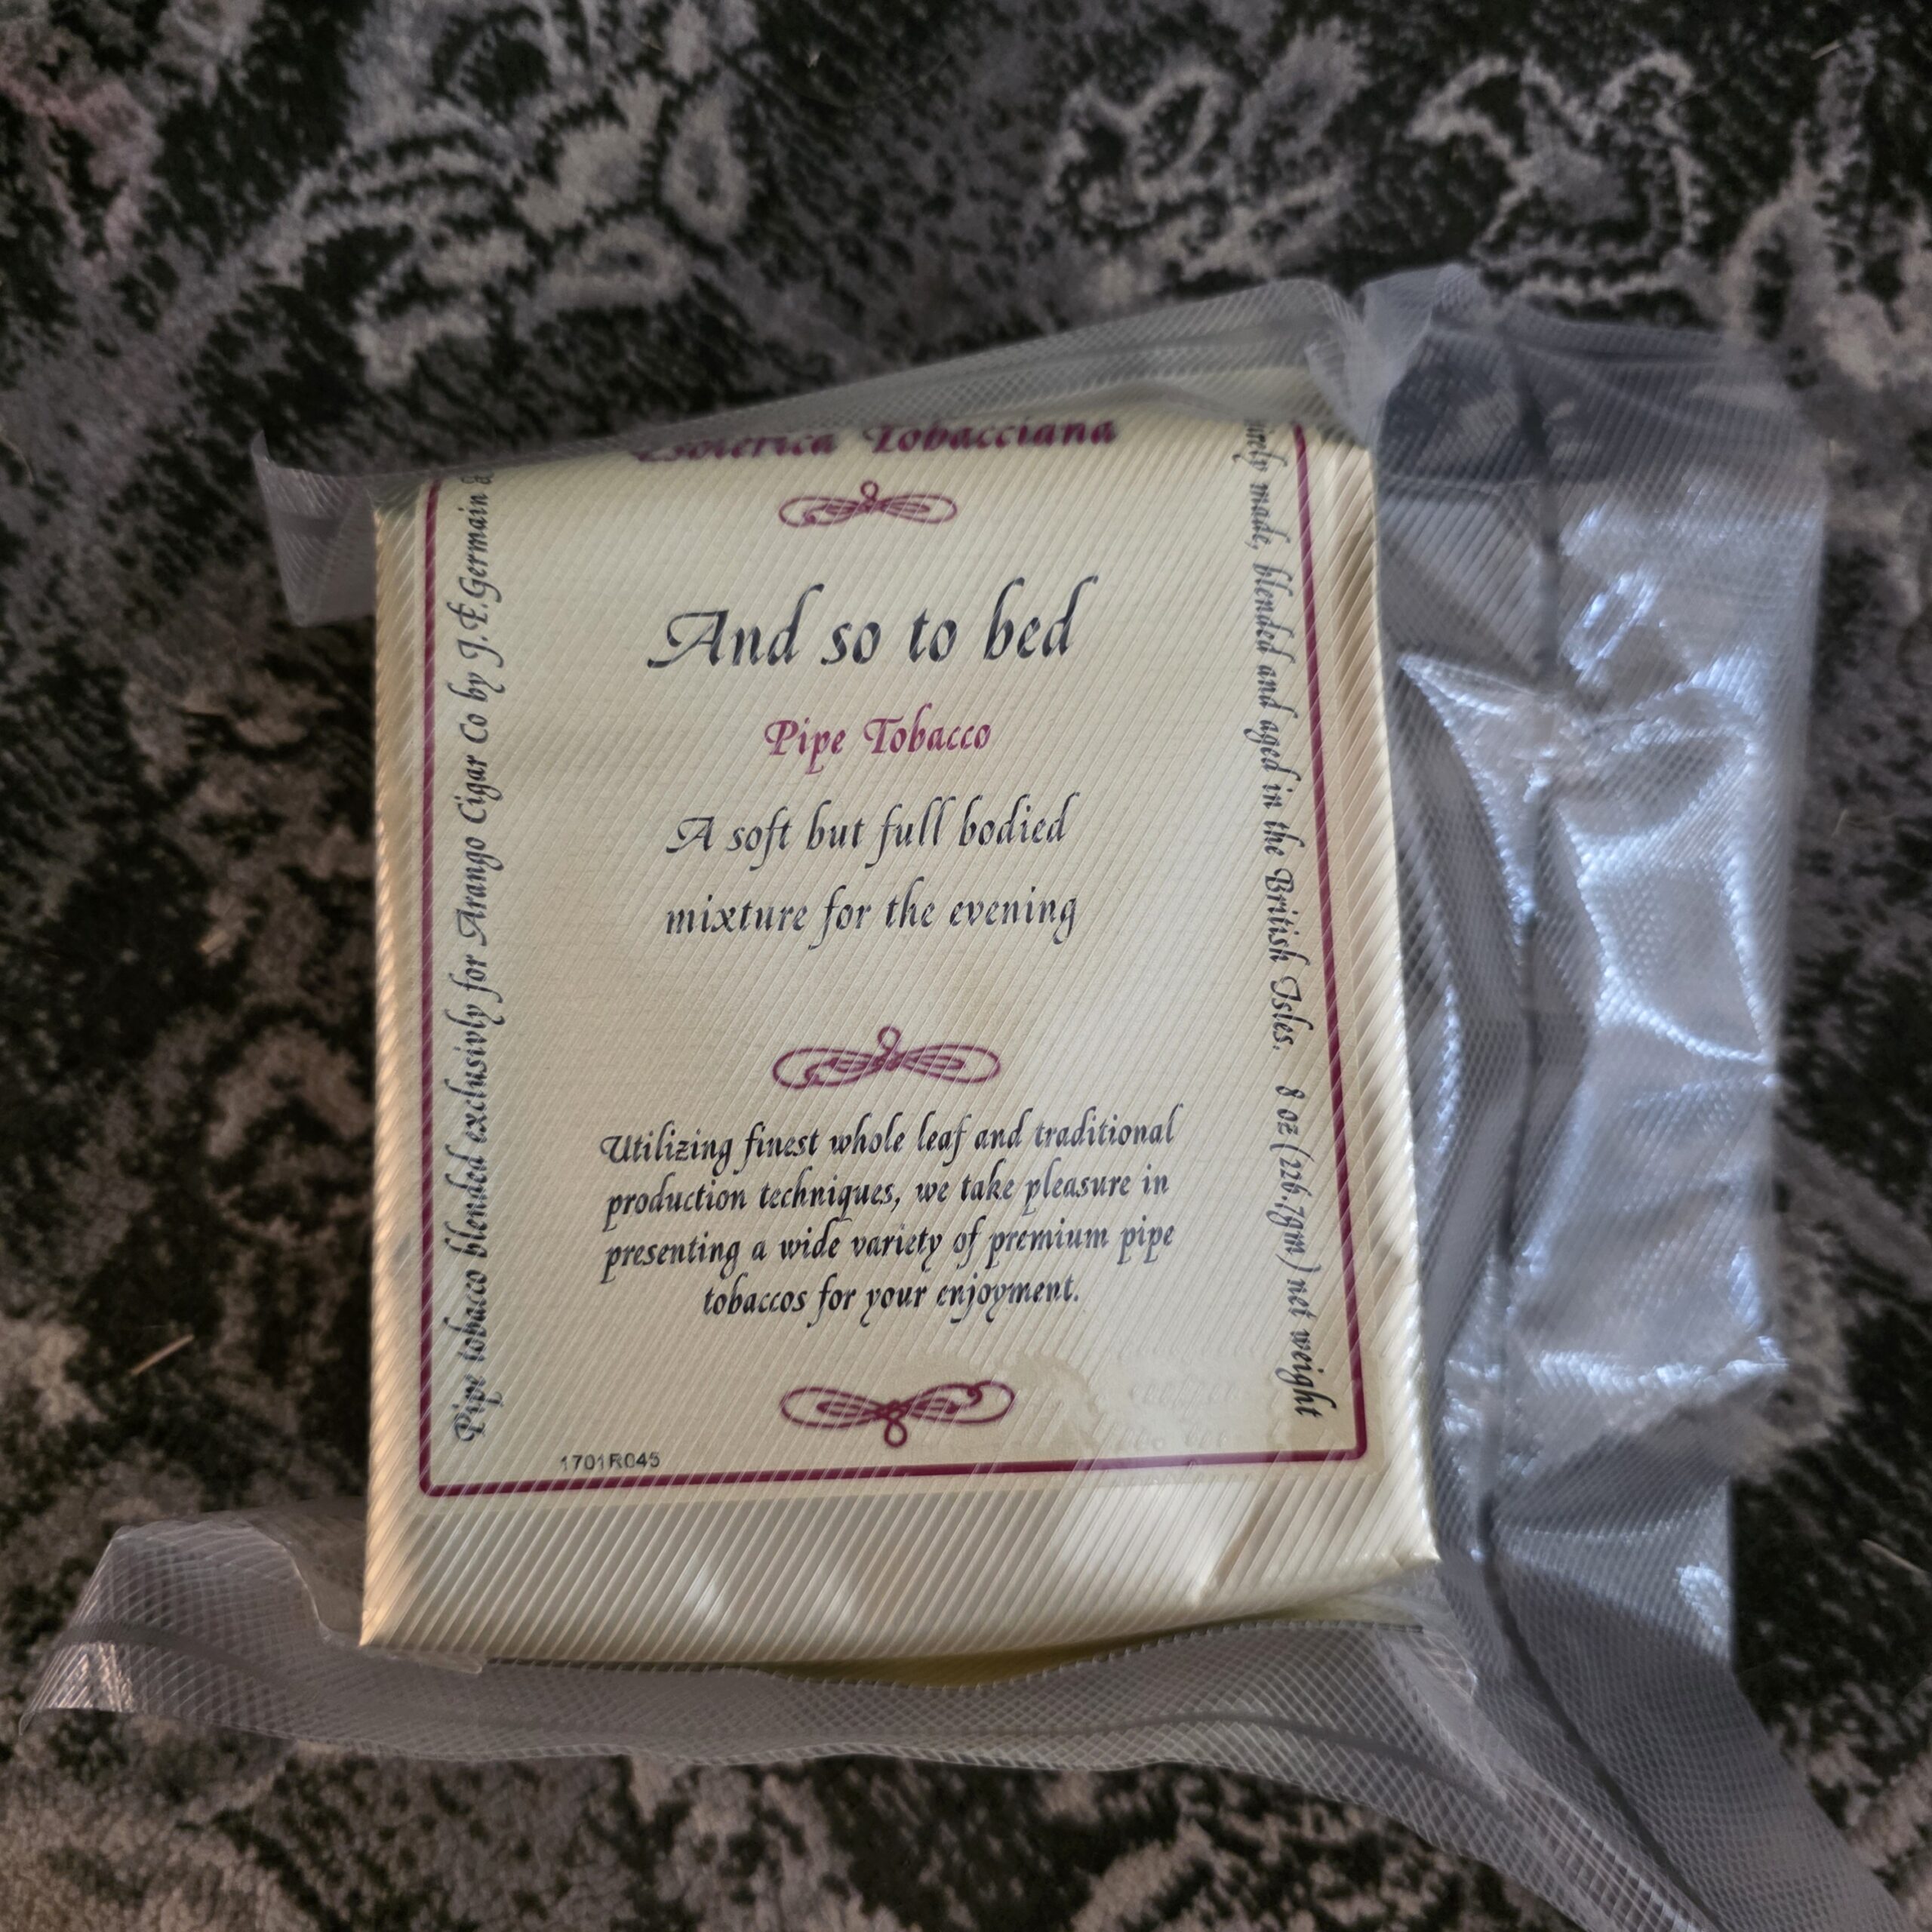 Esoterica Tobacciana
And so to bed
Pipe Tobacco
A soft but full bodied
mixture for the evening
Utilizing finest whole leaf and traditional
production techniques, we take pleasure in
presenting a wide variety of premium pipe
tobaccos for your enjoyment.
1701R045
Pipe tobacco blended exclusivly for Arango Cigar Co by J.F.Germain &
made, blended and aged in the British Isles. 8 oz (226.7gm) net weight